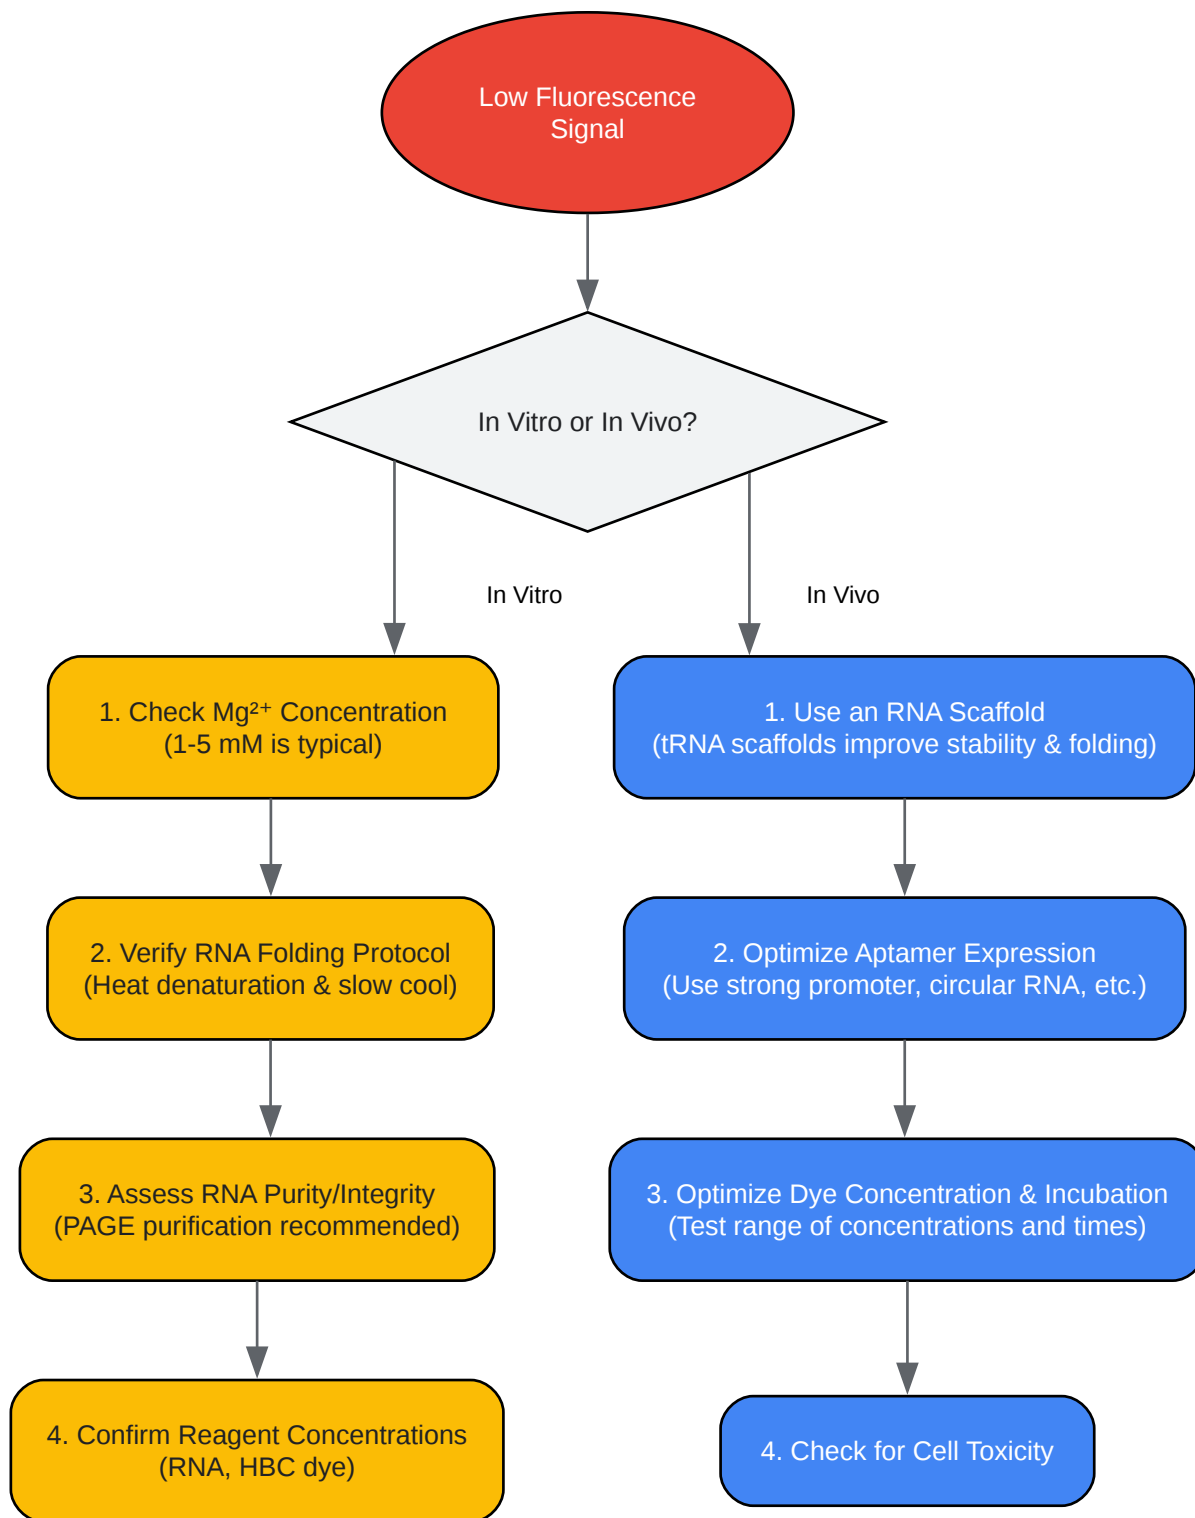 Low Fluorescence
Signal
In Vitro or In Vivo?
In Vitro
In Vivo
1. Check Mg²⁺ Concentration
(1-5 mM is typical)
1. Use an RNA Scaffold
(tRNA scaffolds improve stability & folding)
2. Verify RNA Folding Protocol
(Heat denaturation & slow cool)
2. Optimize Aptamer Expression
(Use strong promoter, circular RNA, etc.)
3. Assess RNA Purity/Integrity
(PAGE purification recommended)
3. Optimize Dye Concentration & Incubation
(Test range of concentrations and times)
4. Confirm Reagent Concentrations
(RNA, HBC dye)
4. Check for Cell Toxicity